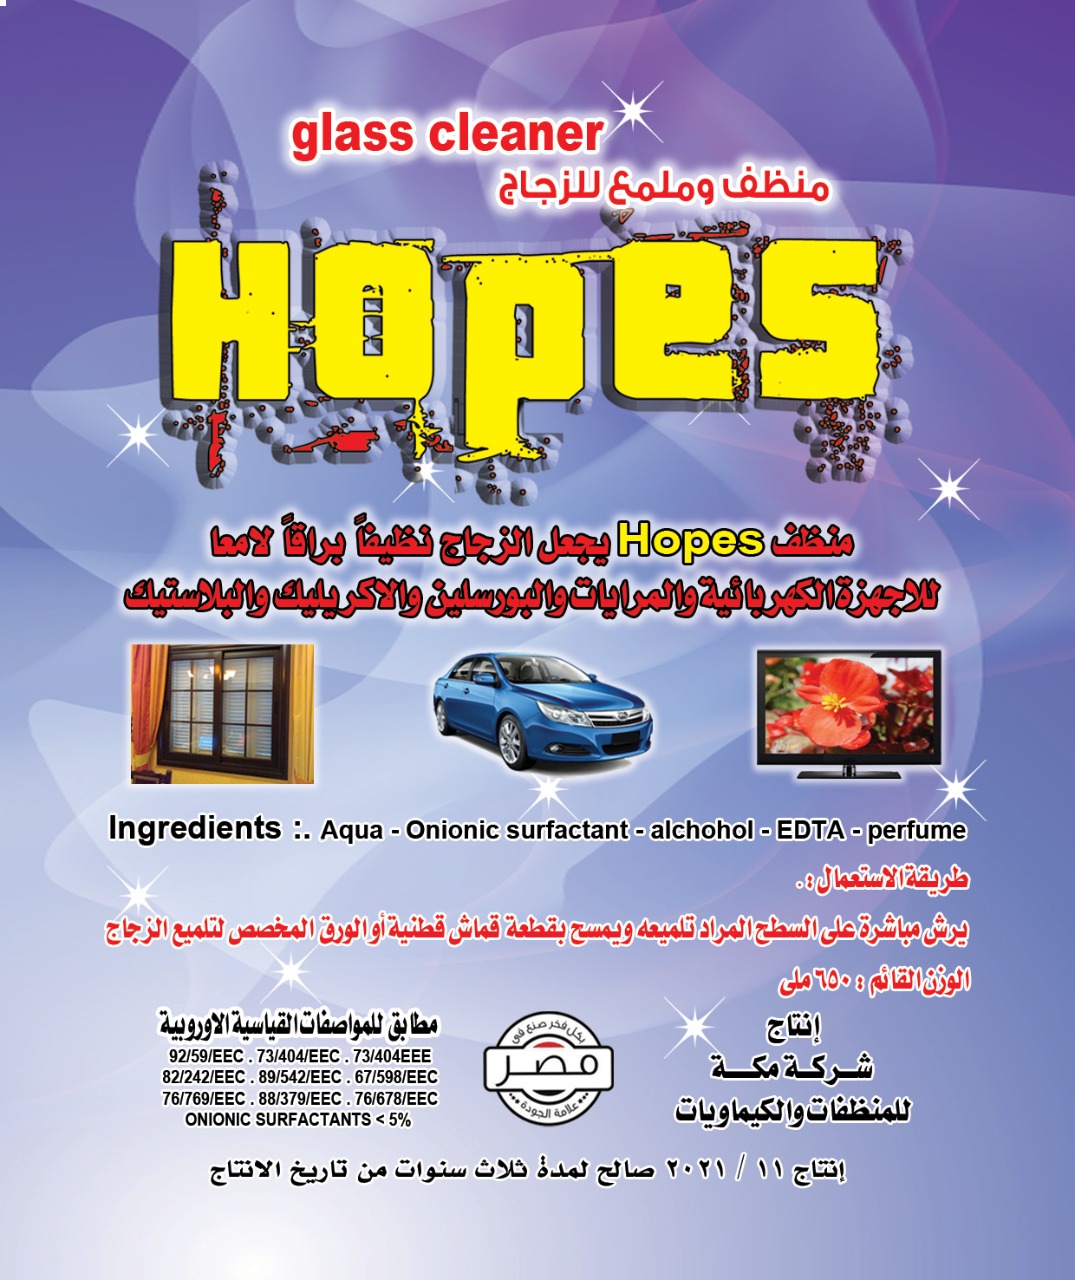 glass cleaner
منظف وملمع للزجاج
Hopes
منظف Hopes يجعل الزجاج نظيفاً براقاً لامعا
للاجهزة الكهربائية والمرايات والبورسلين والاكريليك والبلاستيك
Ingredients :. Aqua - Onionic surfactant - alchohol - EDTA - perfume
طريقة الاستعمال : .
يرش مباشرة على السطح المراد تلميعه ويمسح بقطعة قماش قطنية أو الورق المخصص لتلميع الزجاج
الوزن القائم : ٦٥٠ ملى
مطابق للمواصفات القياسية الاوروبية
92/59/EEC . 73/404/EEC . 73/404EEE
82/242/EEC . 89/542/EEC . 67/598/EEC
76/769/EEC . 88/379/EEC . 76/678/EEC
ONIONIC SURFACTANTS < 5%
بكل فخر صنع في
مصر
علامة الجودة
إنتاج
شركة مكة
للمنظفات والكيماويات
إنتاج ١١ / ٢٠٢١ صالح لمدة ثلاث سنوات من تاريخ الانتاج